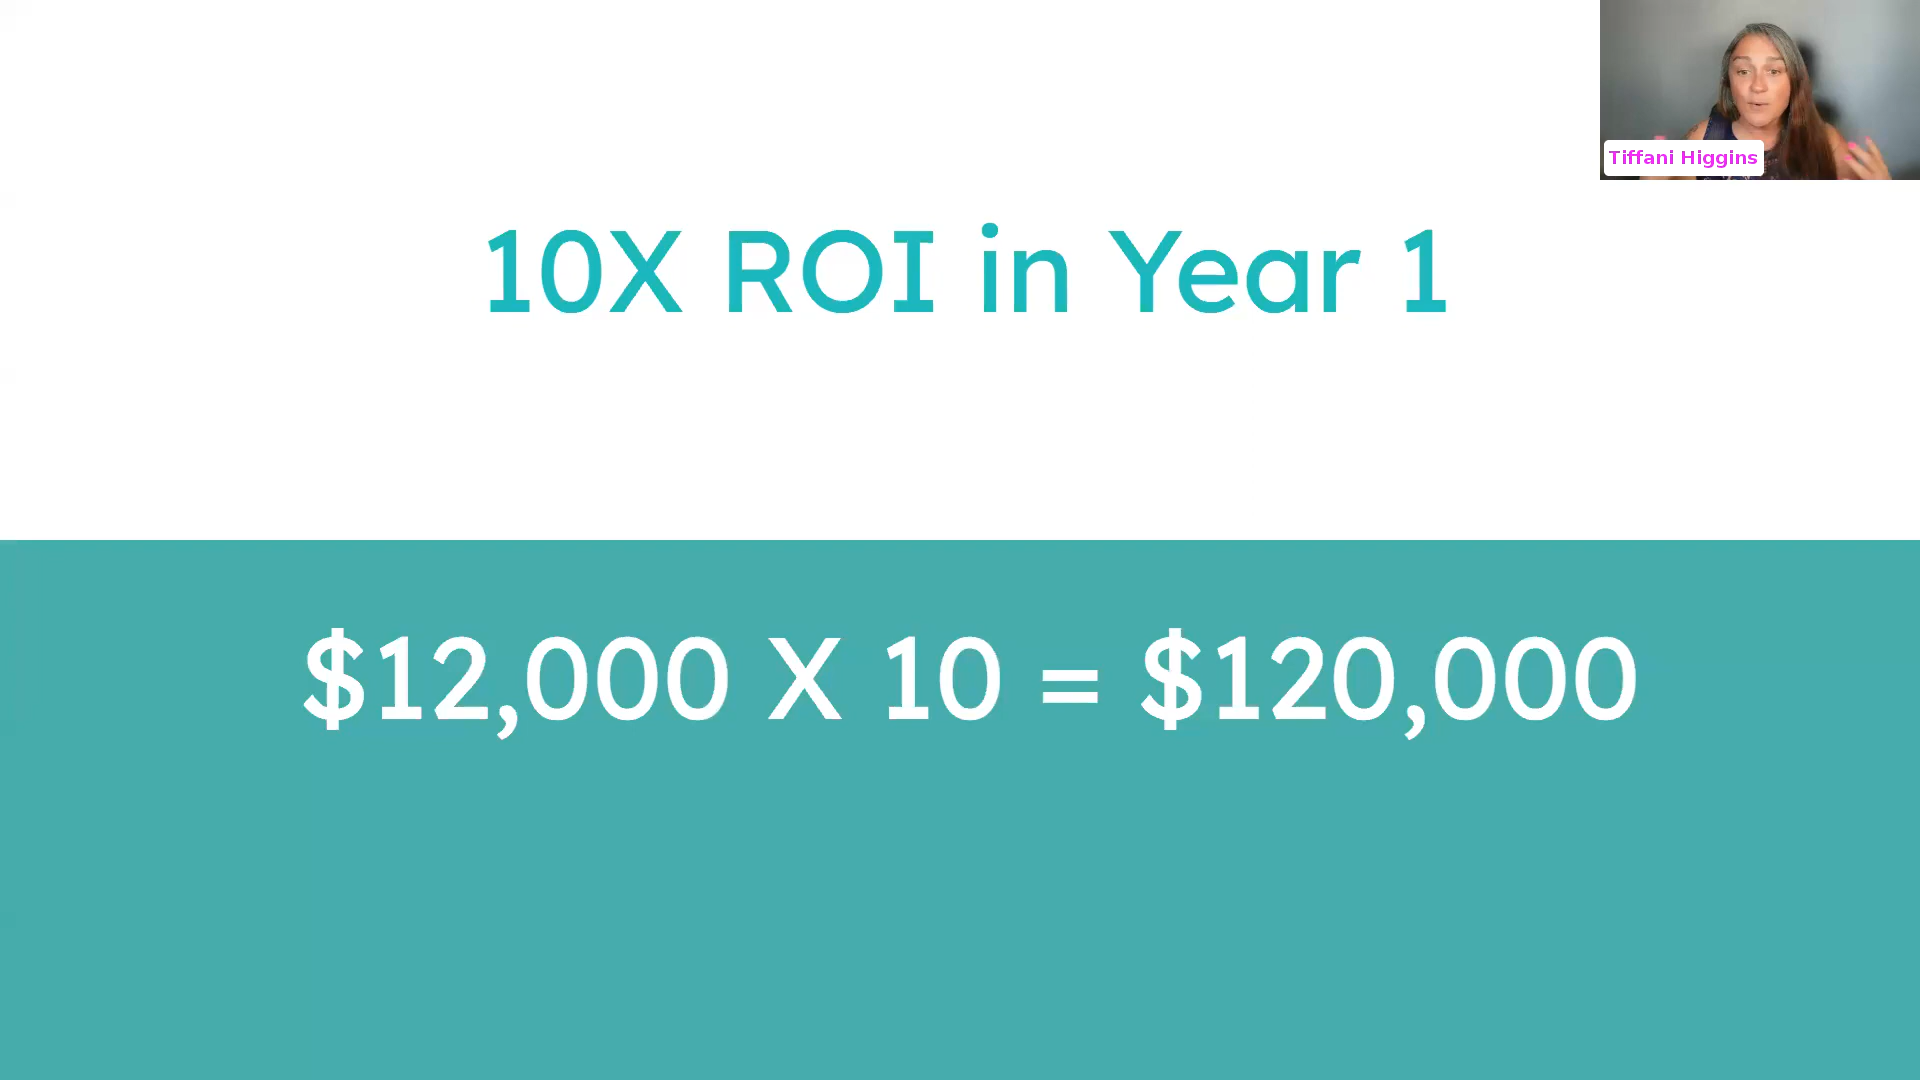 Tiffani Higgins
10X ROI in Year 1
$12,000 X 10 = $120,000